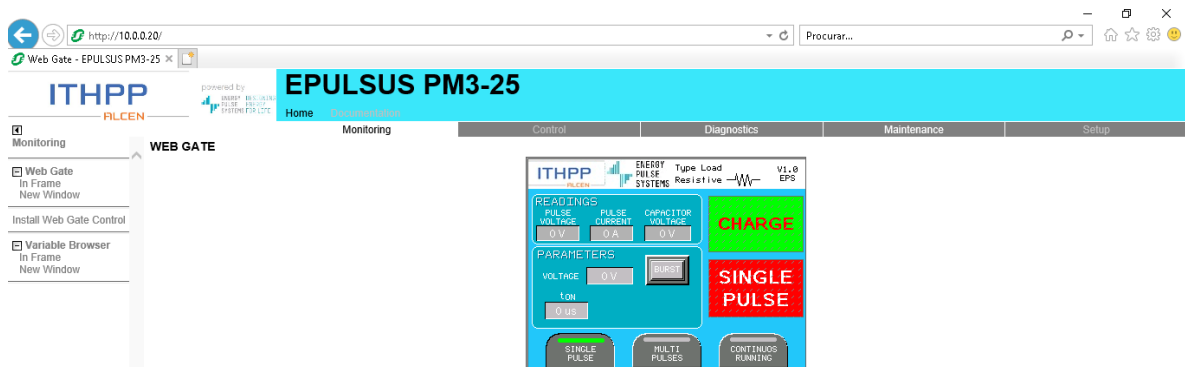 http://10.0.0.20/
Procurar...
Web Gate - EPULSUS PM3-25
ITHPP
ALCEN
powered by
ENERGY
PULSE
SYSTEMS
EPULSUS PM3-25
Home Documentation
Monitoring Control Diagnostics Maintenance Setup
Monitoring
WEB GATE
Web Gate
In Frame
New Window
Install Web Gate Control
Variable Browser
In Frame
New Window
ITHPP
ALCEN
ENERGY
PULSE
SYSTEMS
Type Load
Resistive
V1.0
EPS
READINGS
PULSE VOLTAGE
PULSE CURRENT
CAPACITOR VOLTAGE
0 V
0 A
0 V
CHARGE
PARAMETERS
VOLTAGE 0 V
BURST
tON
0 us
SINGLE
PULSE
SINGLE
PULSE
MULTI
PULSES
CONTINUOS
RUNNING